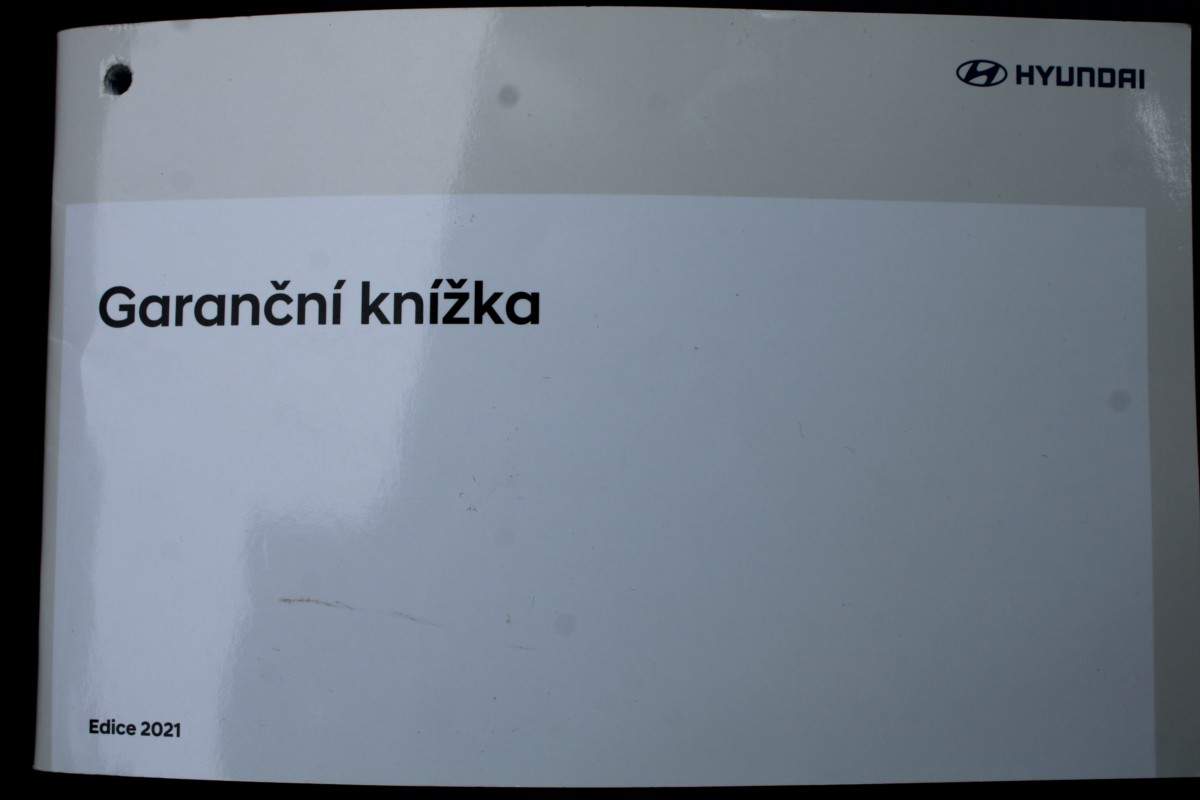 HYUNDAI
Garanční knížka
Edice 2021